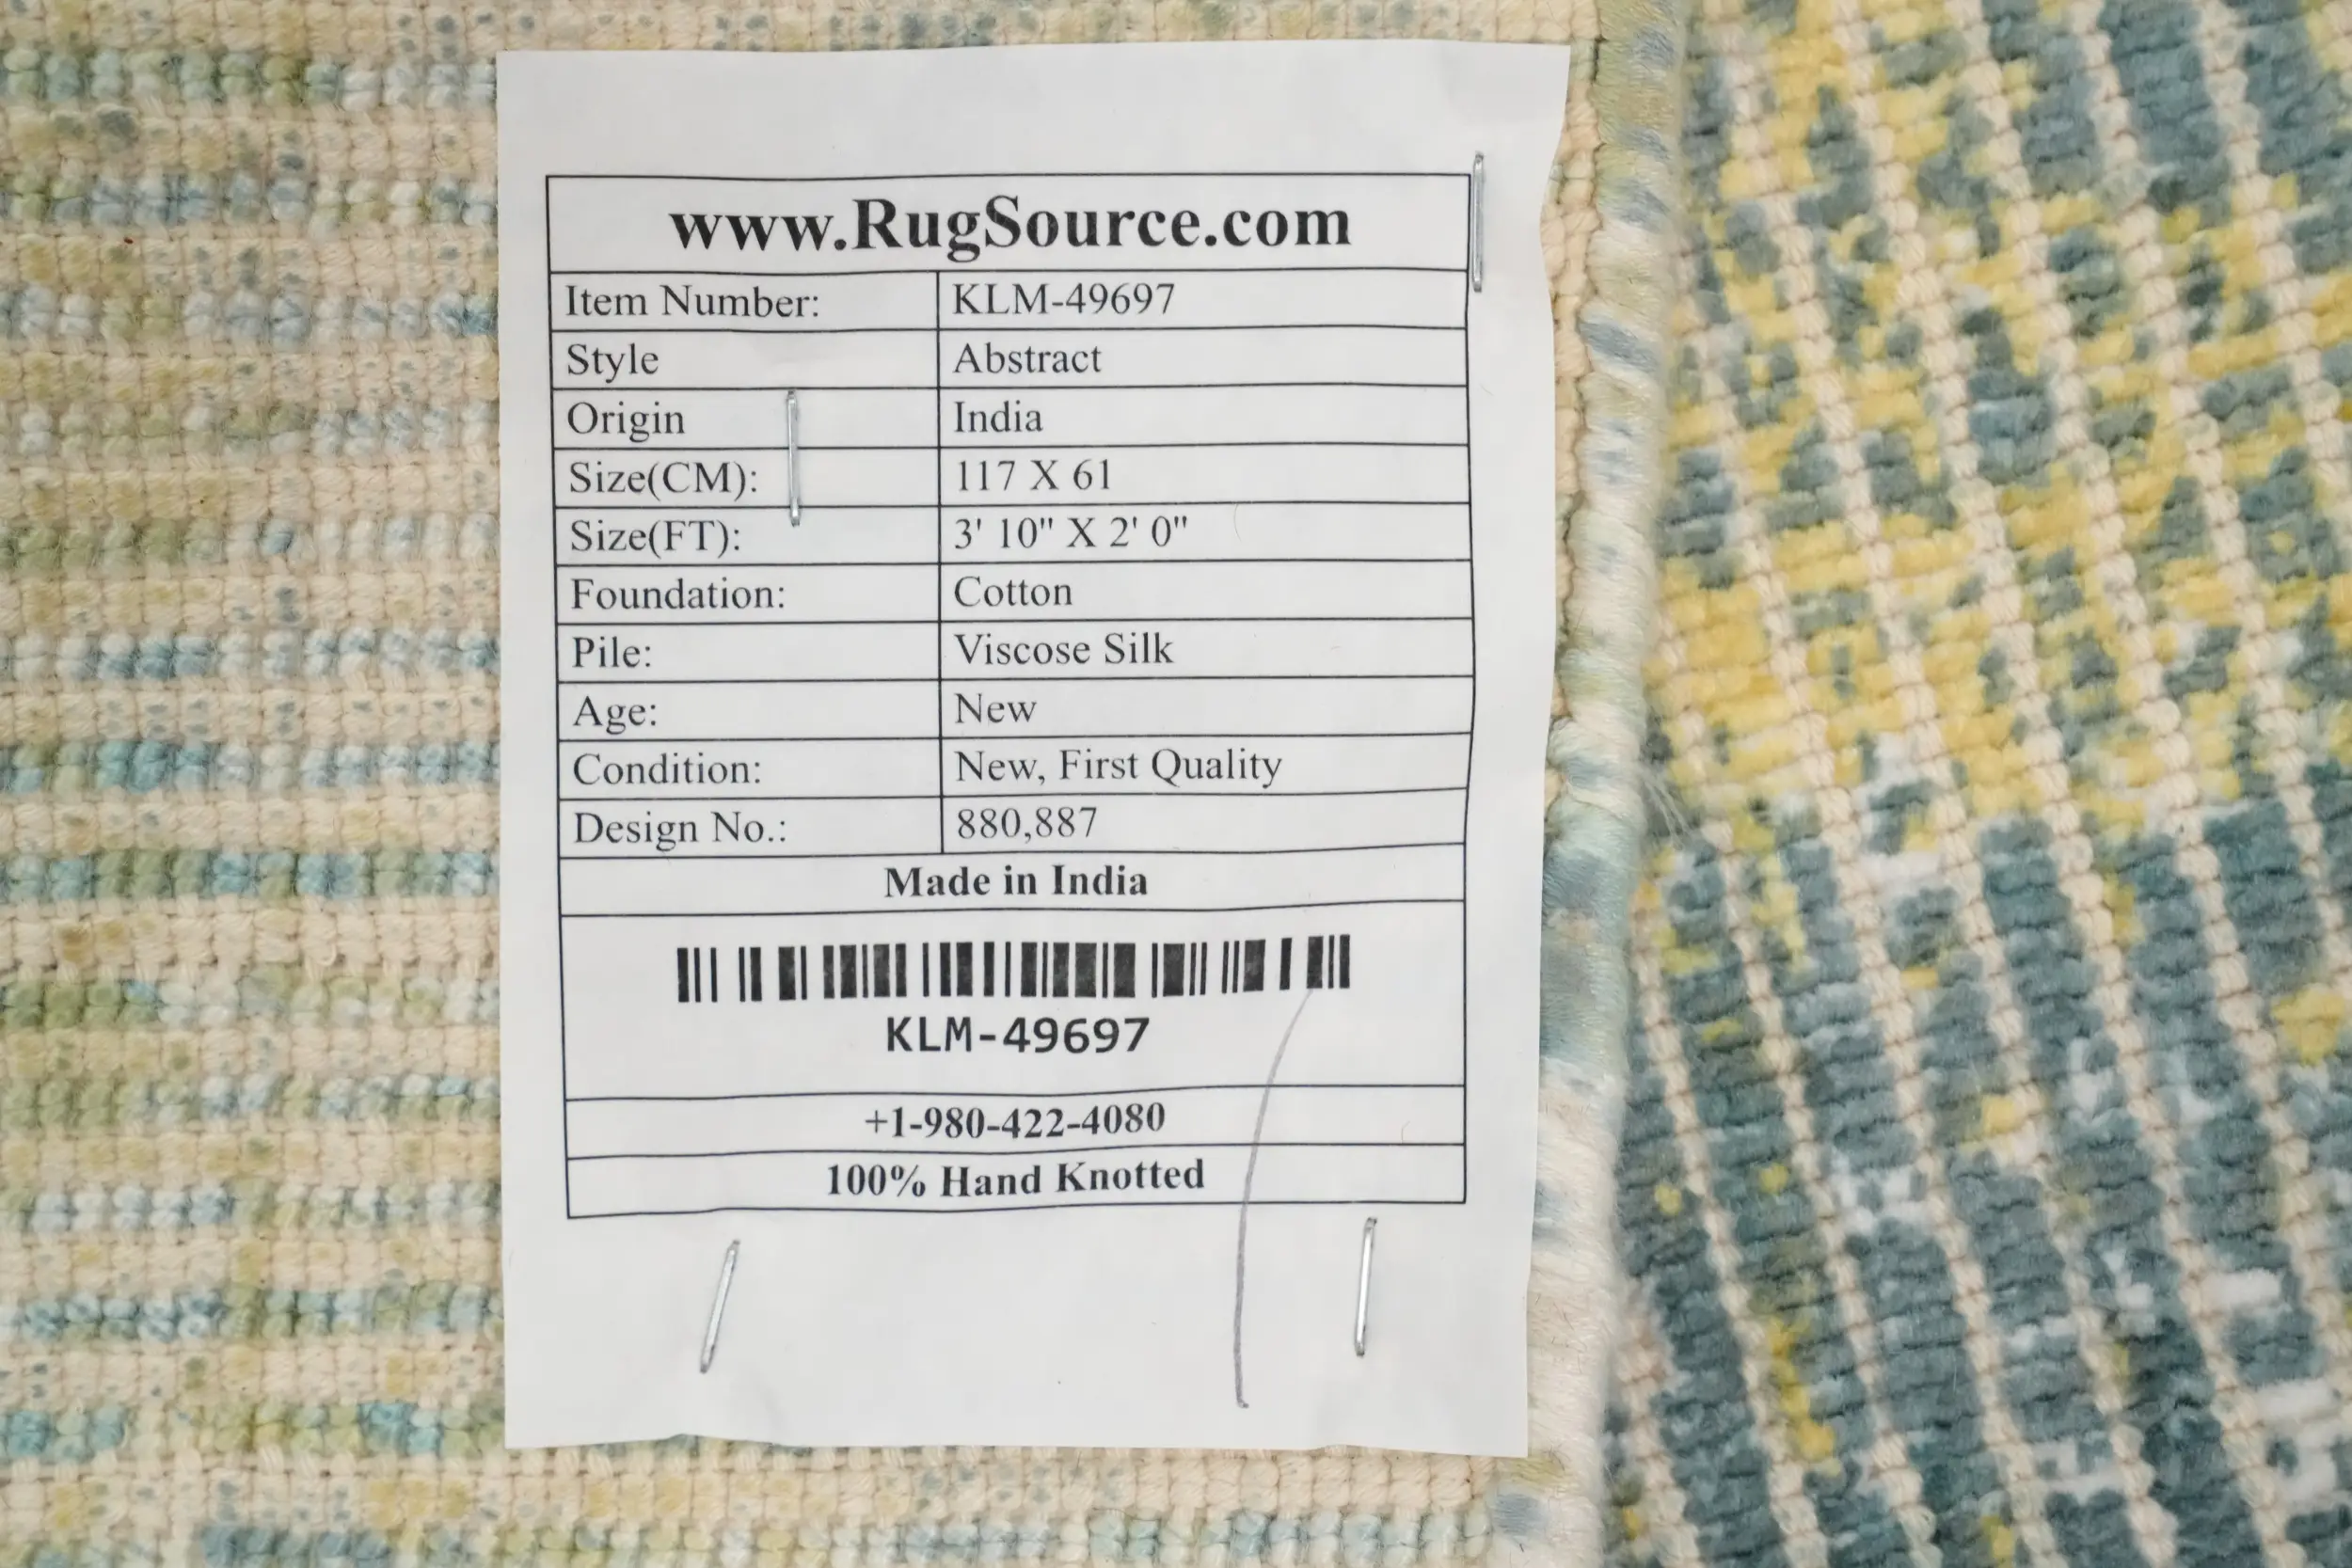 www.RugSource.com
Item Number: KLM-49697
Style Abstract
Origin India
Size(CM): 117 X 61
Size(FT): 3' 10" X 2' 0"
Foundation: Cotton
Pile: Viscose Silk
Age: New
Condition: New, First Quality
Design No.: 880,887
Made in India
KLM-49697
+1-980-422-4080
100% Hand Knotted